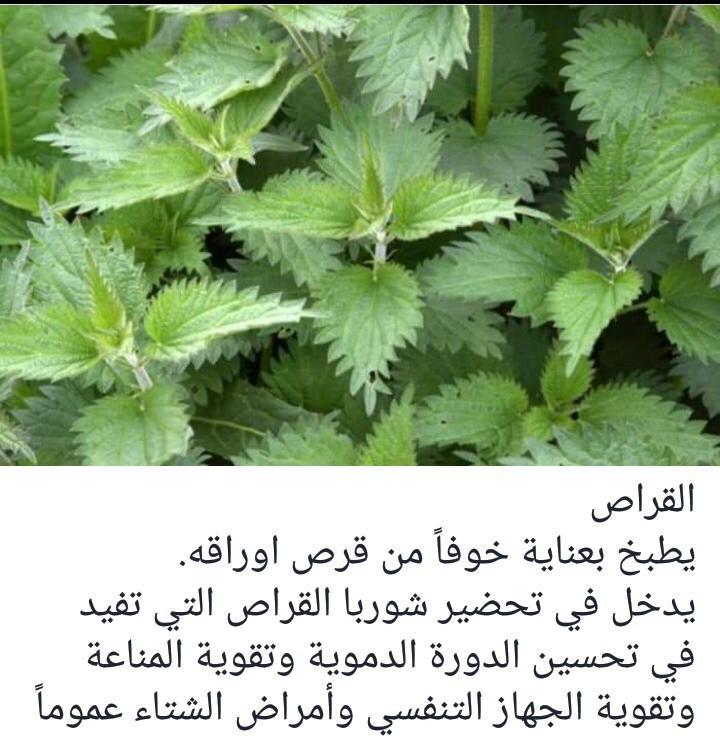 القراص
يطبخ بعناية خوفاً من قرص اوراقه.
يدخل في تحضير شوربا القراص التي تفيد
في تحسين الدورة الدموية وتقوية المناعة
وتقوية الجهاز التنفسي وأمراض الشتاء عموماً